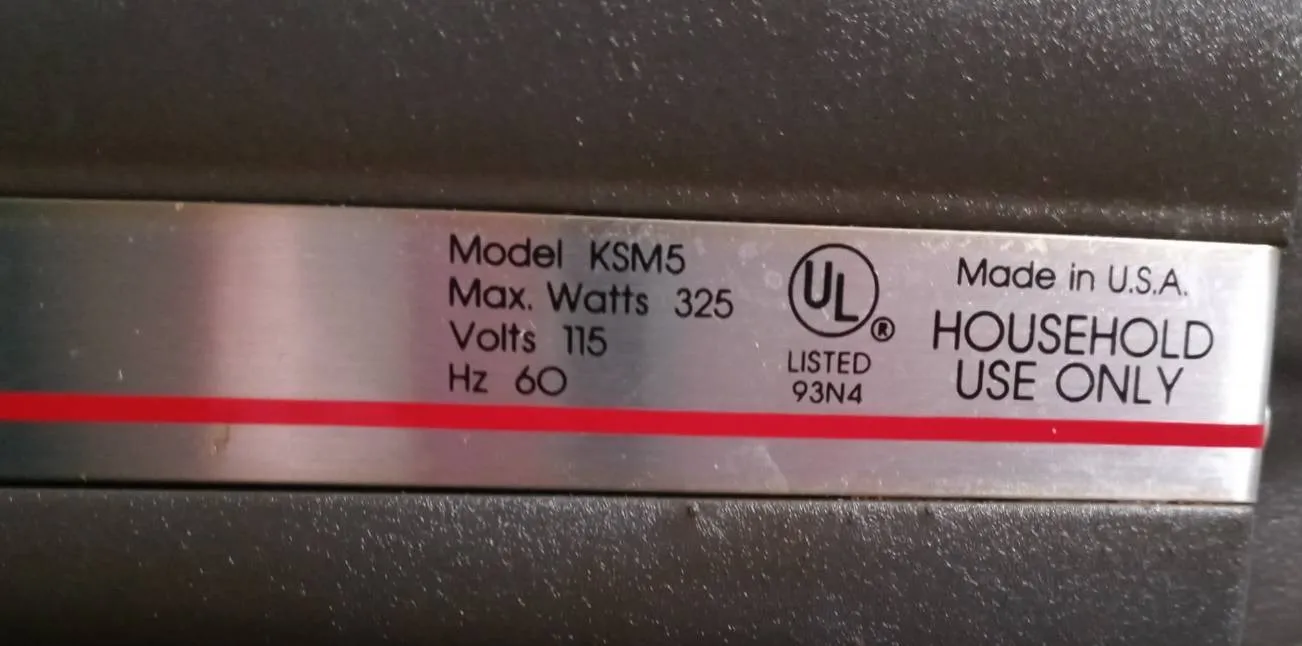 Model KSM5
Max. Watts 325
Volts 115
Hz 60
UL
®
LISTED
93N4
Made in U.S.A.
HOUSEHOLD
USE ONLY